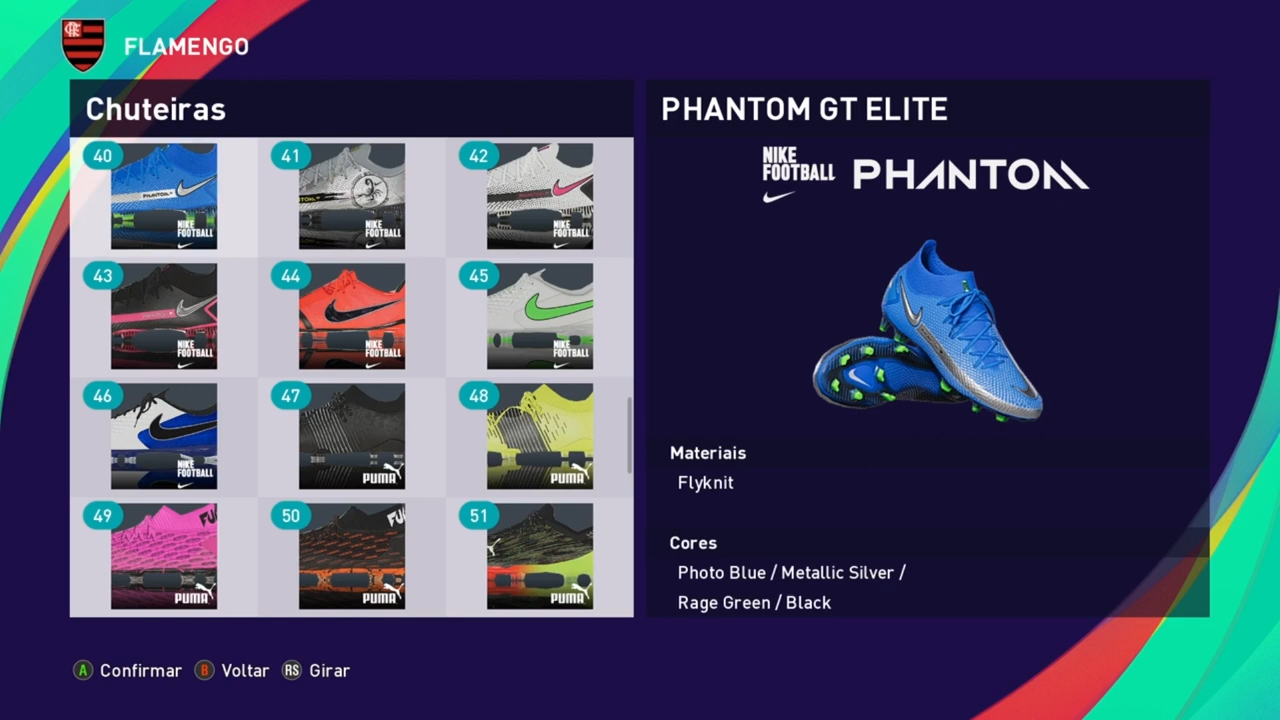 FLAMENGO
Chuteiras
40
NIKE
FOOTBALL
41
NIKE
FOOTBALL
42
NIKE
FOOTBALL
43
NIKE
FOOTBALL
44
NIKE
FOOTBALL
45
NIKE
FOOTBALL
46
NIKE
FOOTBALL
47
PUMA
48
PUMA
49
PUMA
50
PUMA
51
PUMA
PHANTOM GT ELITE
NIKE
FOOTBALL
PHANTOM
Materiais
Flyknit
Cores
Photo Blue / Metallic Silver /
Rage Green / Black
A Confirmar B Voltar RS Girar